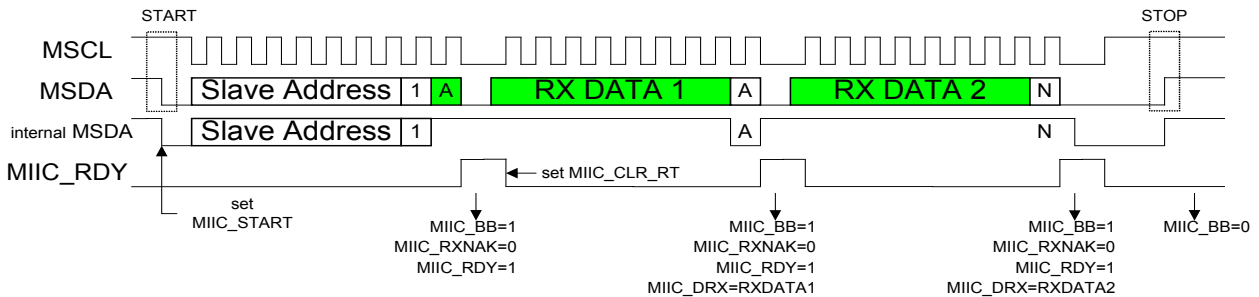 START
STOP
MSCL
MSDA
Slave Address 1 A RX DATA 1 A RX DATA 2 N
internal MSDA
Slave Address 1 A N
MIIC_RDY
set MIIC_CLR_RT
set
MIIC_START
MIIC_BB=1
MIIC_RXNAK=0
MIIC_RDY=1
MIIC_BB=1
MIIC_RXNAK=0
MIIC_RDY=1
MIIC_DRX=RXDATA1
MIIC_BB=1
MIIC_RXNAK=0
MIIC_RDY=1
MIIC_DRX=RXDATA2
MIIC_BB=0